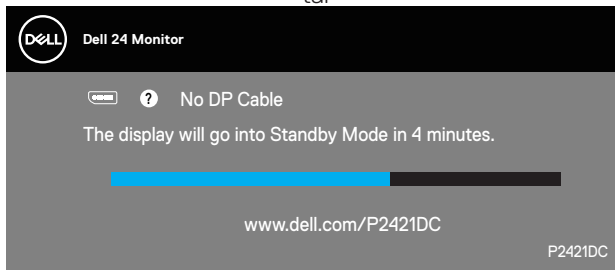 DELL
Dell 24 Monitor
? No DP Cable
The display will go into Standby Mode in 4 minutes.
www.dell.com/P2421DC
P2421DC